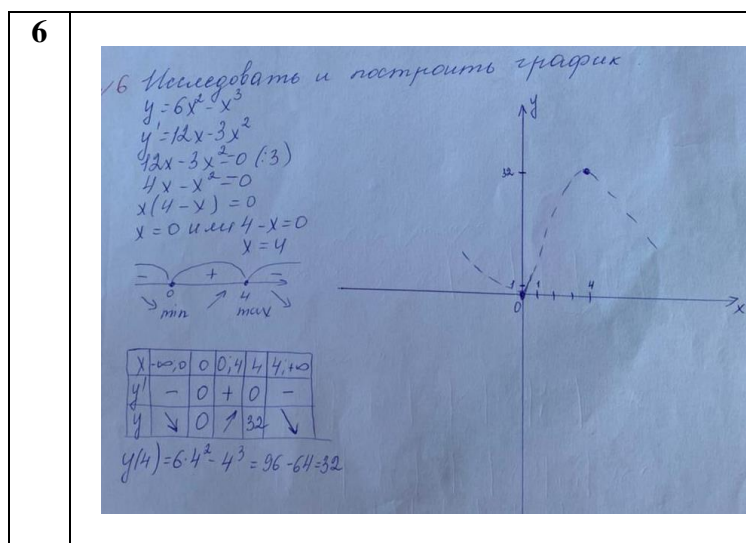 6
√6 Исследовать и построить график
y = 6x² - x³
y' = 12x - 3x²
12x - 3x² = 0 (:3)
4x - x² = 0
x(4 - x) = 0
x = 0 или 4 - x = 0
x = 4
- + -
0 4
min max
x -∞;0 0 0;4 4 4;+∞
y' - 0 + 0 -
y ↘ 0 ↗ 32 ↘
y(4) = 6·4² - 4³ = 96 - 64 = 32
y
32
1 1 4
0 x